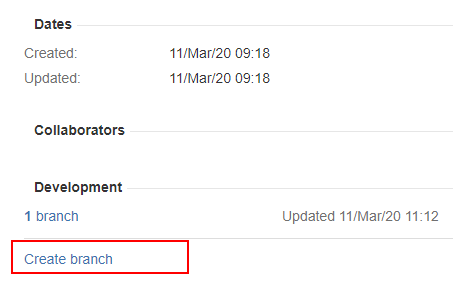 Dates
Created: 11/Mar/20 09:18
Updated: 11/Mar/20 09:18
Collaborators
Development
1 branch Updated 11/Mar/20 11:12
Create branch